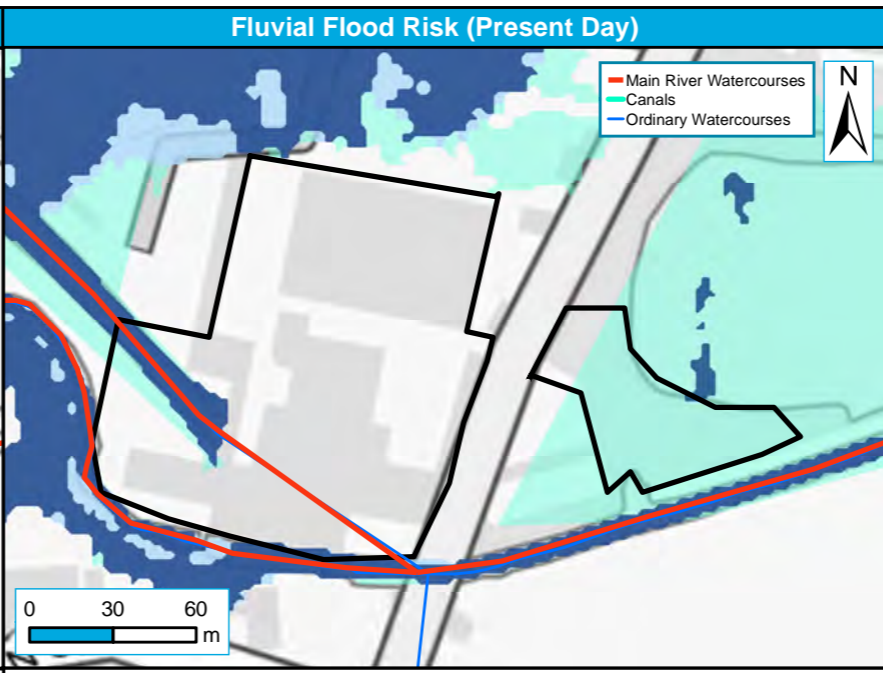 Fluvial Flood Risk (Present Day)
Main River Watercourses
Canals
Ordinary Watercourses
N
0 30 60
m